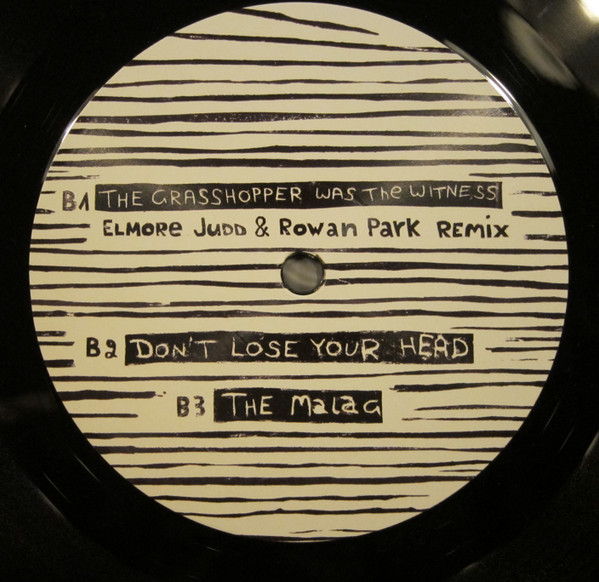 B1 THE GRASSHOPPER WAS The WITNESS
ELMORe JUDD & Rowan Park REMix
B2 DON'T LOSE YOUR HEAD
B3 THE MalaG